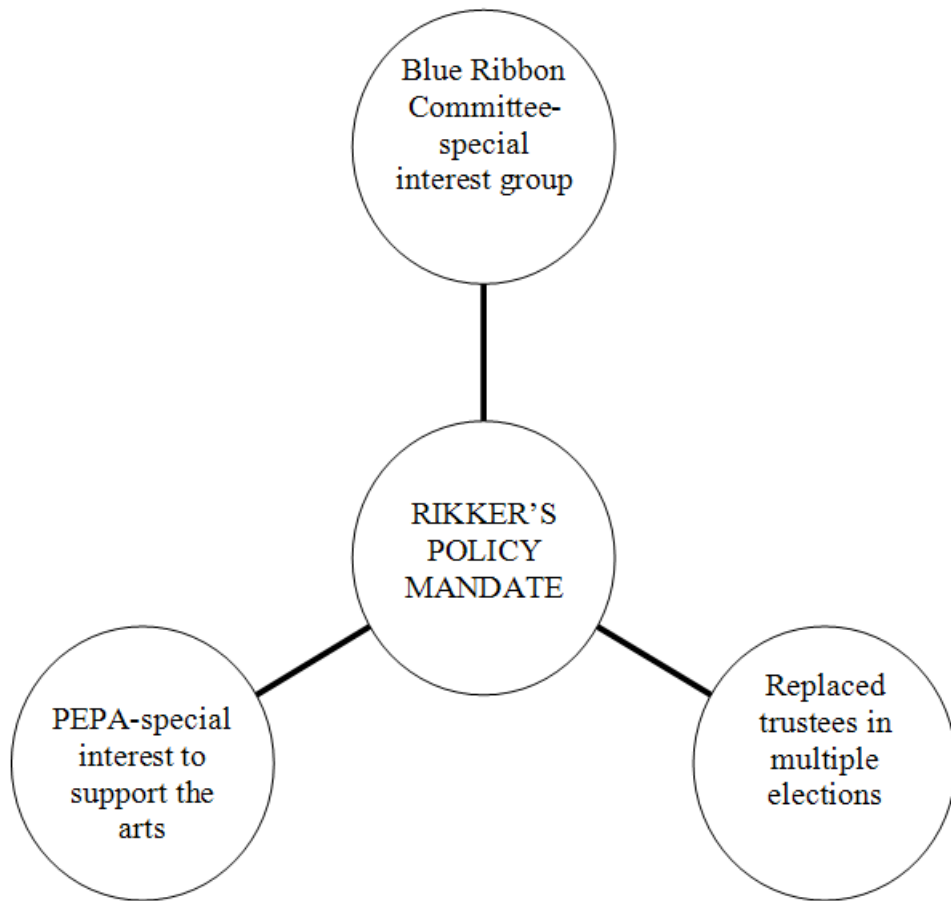 Blue Ribbon
Committee-
special
interest group
RIKKER’S
POLICY
MANDATE
PEPA-special
interest to
support the
arts
Replaced
trustees in
multiple
elections